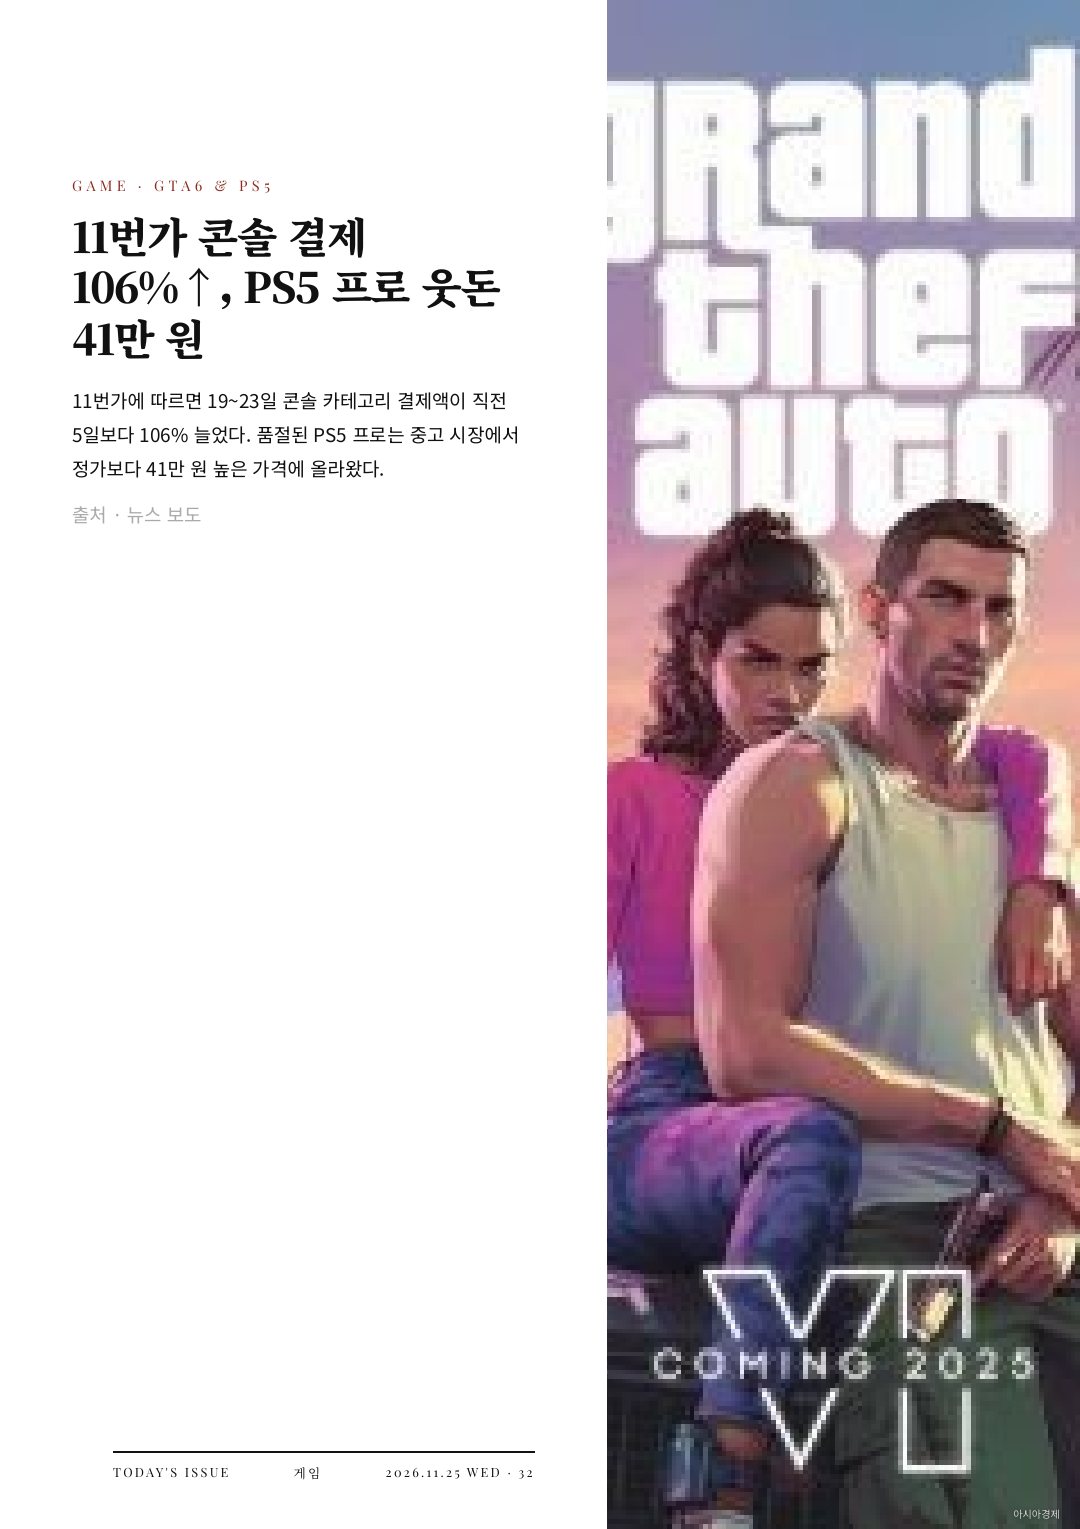 GAME · GTA6 & PS5
11번가 콘솔 결제
106%↑, PS5 프로 웃돈
41만 원
11번가에 따르면 19~23일 콘솔 카테고리 결제액이 직전
5일보다 106% 늘었다. 품절된 PS5 프로는 중고 시장에서
정가보다 41만 원 높은 가격에 올라왔다.
출처 · 뉴스 보도
grand
theft
auto
VI
COMING 2025
TODAY'S ISSUE 게임 2026.11.25 WED · 32
아시아경제